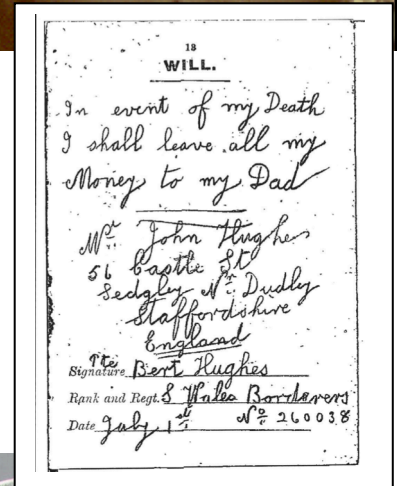 18
WILL.
In event of my Death
I shall leave all my
Money to my Dad
Mr John Hughes
56 Castle St
Sedgley Nr Dudly
Staffordshire
England
Signature Pte Bert Hughes
Rank and Regt. S Wales Borderers
Date July 1st No 260038